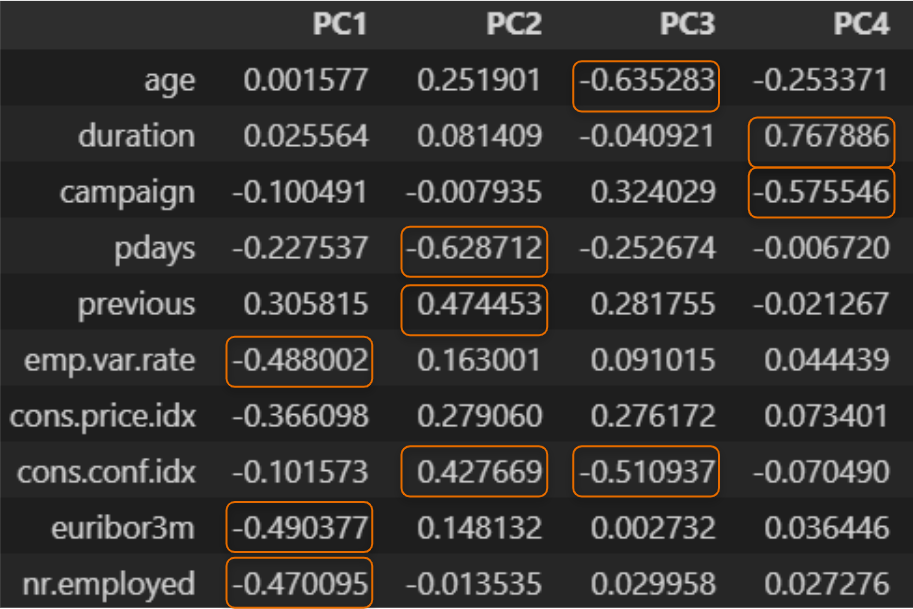 PC1 PC2 PC3 PC4
age 0.001577 0.251901 -0.635283 -0.253371
duration 0.025564 0.081409 -0.040921 0.767886
campaign -0.100491 -0.007935 0.324029 -0.575546
pdays -0.227537 -0.628712 -0.252674 -0.006720
previous 0.305815 0.474453 0.281755 -0.021267
emp.var.rate -0.488002 0.163001 0.091015 0.044439
cons.price.idx -0.366098 0.279060 0.276172 0.073401
cons.conf.idx -0.101573 0.427669 -0.510937 -0.070490
euribor3m -0.490377 0.148132 0.002732 0.036446
nr.employed -0.470095 -0.013535 0.029958 0.027276